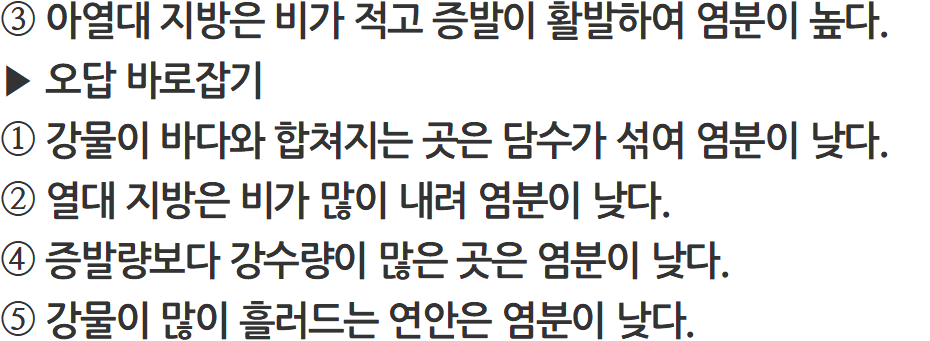 ③ 아열대 지방은 비가 적고 증발이 활발하여 염분이 높다.
▶ 오답 바로잡기
① 강물이 바다와 합쳐지는 곳은 담수가 섞여 염분이 낮다.
② 열대 지방은 비가 많이 내려 염분이 낮다.
④ 증발량보다 강수량이 많은 곳은 염분이 낮다.
⑤ 강물이 많이 흘러드는 연안은 염분이 낮다.